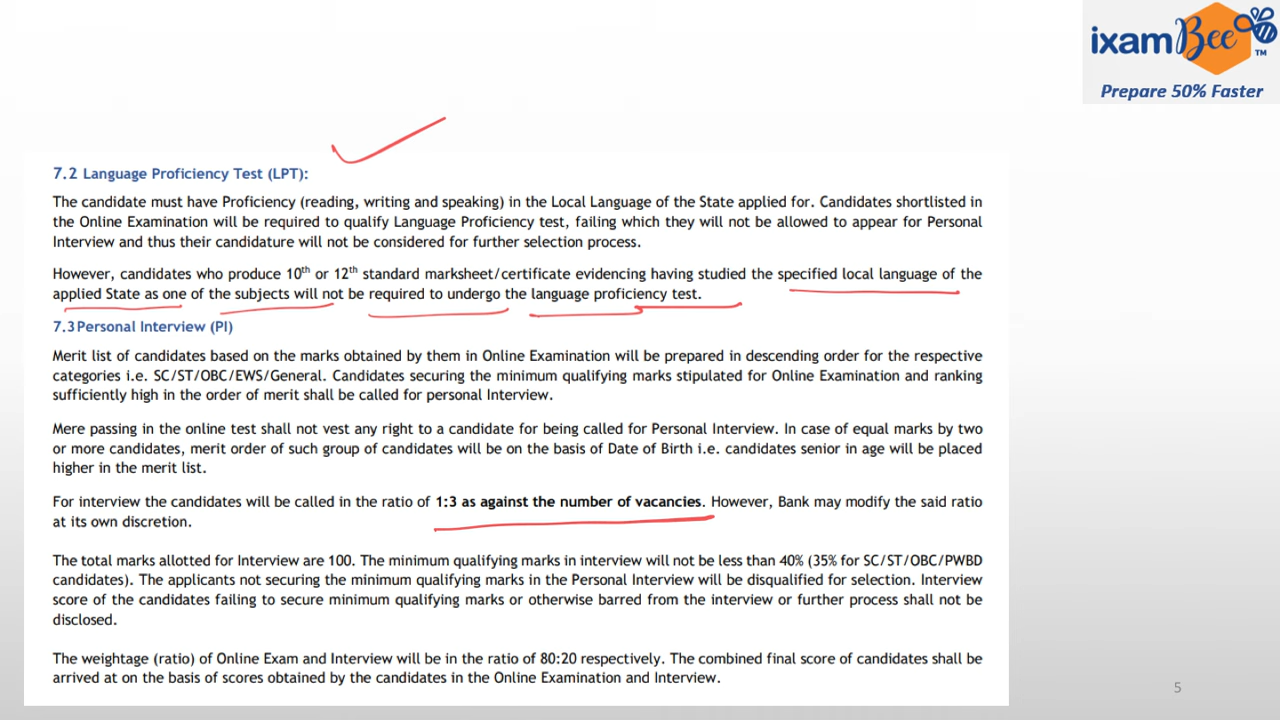 ixamBee TM
Prepare 50% Faster
7.2 Language Proficiency Test (LPT):
The candidate must have Proficiency (reading, writing and speaking) in the Local Language of the State applied for. Candidates shortlisted in
the Online Examination will be required to qualify Language Proficiency test, failing which they will not be allowed to appear for Personal
Interview and thus their candidature will not be considered for further selection process.
However, candidates who produce 10th or 12th standard marksheet/certificate evidencing having studied the specified local language of the
applied State as one of the subjects will not be required to undergo the language proficiency test.
7.3Personal Interview (PI)
Merit list of candidates based on the marks obtained by them in Online Examination will be prepared in descending order for the respective
categories i.e. SC/ST/OBC/EWS/General. Candidates securing the minimum qualifying marks stipulated for Online Examination and ranking
sufficiently high in the order of merit shall be called for personal Interview.
Mere passing in the online test shall not vest any right to a candidate for being called for Personal Interview. In case of equal marks by two
or more candidates, merit order of such group of candidates will be on the basis of Date of Birth i.e. candidates senior in age will be placed
higher in the merit list.
For interview the candidates will be called in the ratio of 1:3 as against the number of vacancies. However, Bank may modify the said ratio
at its own discretion.
The total marks allotted for Interview are 100. The minimum qualifying marks in interview will not be less than 40% (35% for SC/ST/OBC/PWBD
candidates). The applicants not securing the minimum qualifying marks in the Personal Interview will be disqualified for selection. Interview
score of the candidates failing to secure minimum qualifying marks or otherwise barred from the interview or further process shall not be
disclosed.
The weightage (ratio) of Online Exam and Interview will be in the ratio of 80:20 respectively. The combined final score of candidates shall be
arrived at on the basis of scores obtained by the candidates in the Online Examination and Interview.
5